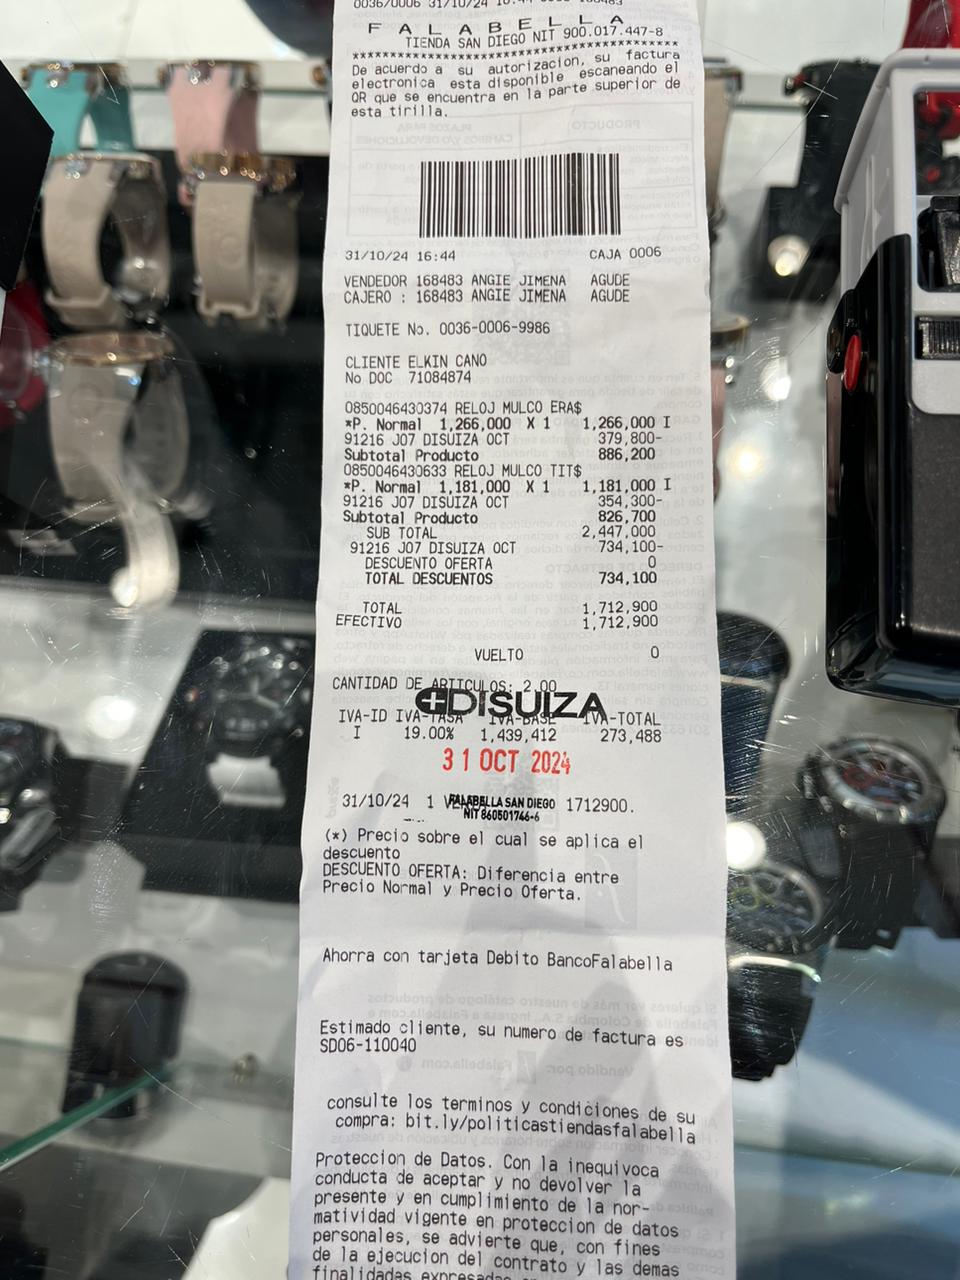 0036/0006 31/10/24
F A L A B E L L A
TIENDA SAN DIEGO NIT 900.017.447-8
****************************************
De acuerdo a su autorizacion, su factura
electronica esta disponible escaneando el
QR que se encuentra en la parte superior de
esta tirilla.
31/10/24 16:44 CAJA 0006
VENDEDOR 168483 ANGIE JIMENA AGUDE
CAJERO : 168483 ANGIE JIMENA AGUDE
TIQUETE No. 0036-0006-9986
CLIENTE ELKIN CANO
No DOC 71084874
0850046430374 RELOJ MULCO ERA$
*P. Normal 1,266,000 X 1 1,266,000 I
91216 J07 DISUIZA OCT 379,800-
Subtotal Producto 886,200
0850046430633 RELOJ MULCO TIT$
*P. Normal 1,181,000 X 1 1,181,000 I
91216 J07 DISUIZA OCT 354,300-
Subtotal Producto 826,700
SUB TOTAL 2,447,000
91216 J07 DISUIZA OCT 734,100-
DESCUENTO OFERTA 0
TOTAL DESCUENTOS 734,100
TOTAL 1,712,900
EFECTIVO 1,712,900
VUELTO 0
CANTIDAD DE ARTICULOS: 2.00
DISUIZA
IVA-ID IVA-TASA IVA-BASE IVA-TOTAL
I 19.00% 1,439,412 273,488
31 OCT 2024
31/10/24 1 1712900.
FALABELLA SAN DIEGO
NIT 860501746-6
(*) Precio sobre el cual se aplica el
descuento
DESCUENTO OFERTA: Diferencia entre
Precio Normal y Precio Oferta.
Ahorra con tarjeta Debito BancoFalabella
Estimado cliente, su numero de factura es
SD06-110040
consulte los terminos y condiciones de su
compra: bit.ly/politicastiendasfalabella
Proteccion de Datos. Con la inequivoca
conducta de aceptar y no devolver la
presente y en cumplimiento de la nor-
matividad vigente en proteccion de datos
personales, se advierte que, con fines
de la ejecucion del contrato y las demas
finalidades expresadas